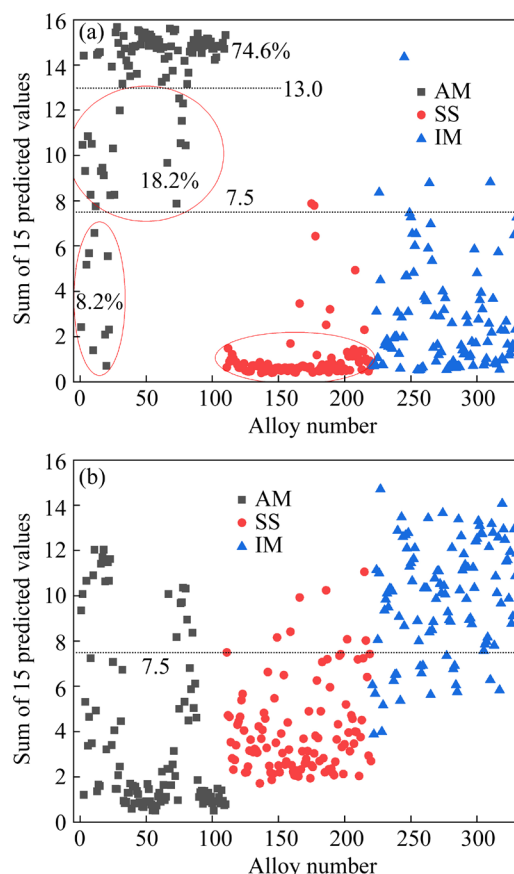 (a)
16
14
12
10
8
6
4
2
0
Sum of 15 predicted values
74.6%
13.0
AM
SS
IM
18.2%
7.5
8.2%
0 50 100 150 200 250 300
Alloy number
(b)
16
14
12
10
8
6
4
2
0
Sum of 15 predicted values
AM
SS
IM
7.5
0 50 100 150 200 250 300
Alloy number